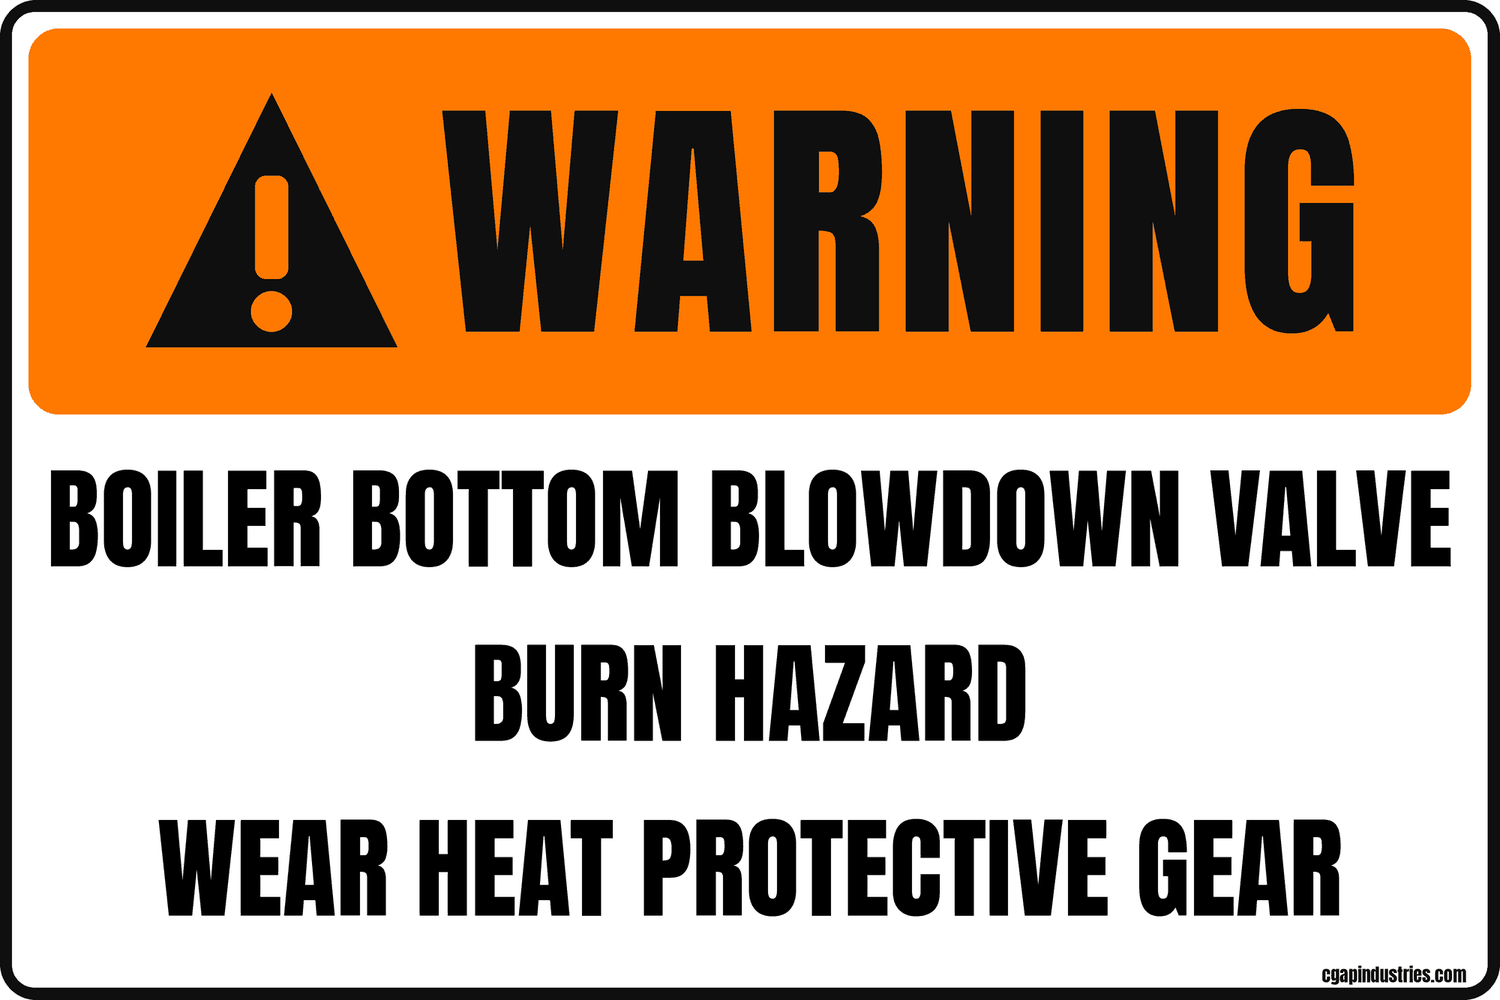 WARNING
BOILER BOTTOM BLOWDOWN VALVE
BURN HAZARD
WEAR HEAT PROTECTIVE GEAR
cgapindustries.com